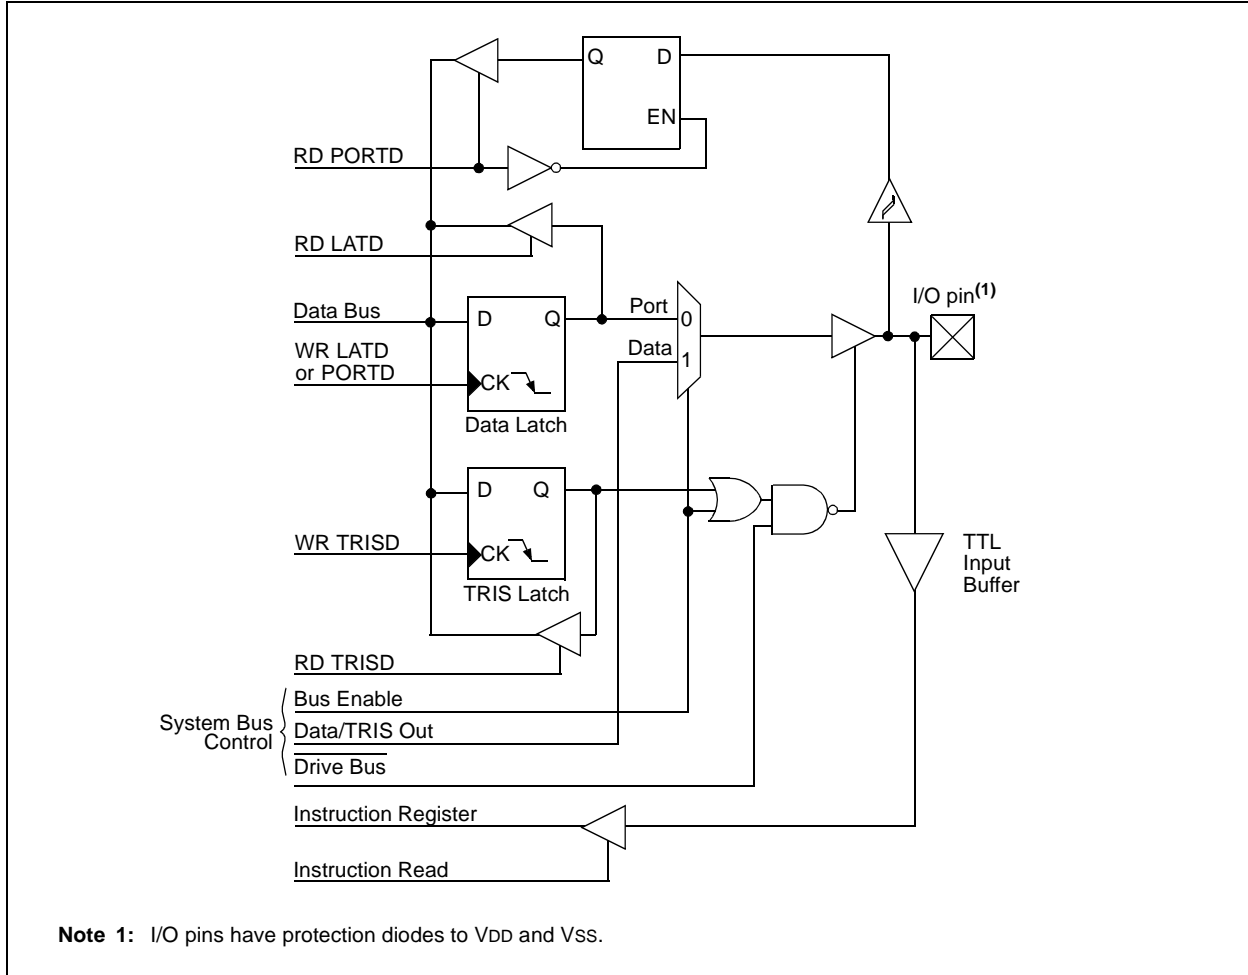 Q D
EN
RD PORTD
RD LATD
I/O pin(1)
Data Bus
D Q
Port
0
WR LATD
or PORTD
Data
1
CK
Data Latch
D Q
WR TRISD
CK
TRIS Latch
TTL
Input
Buffer
RD TRISD
System Bus
Control
Bus Enable
Data/TRIS Out
Drive Bus
Instruction Register
Instruction Read
Note 1: I/O pins have protection diodes to VDD and VSS.